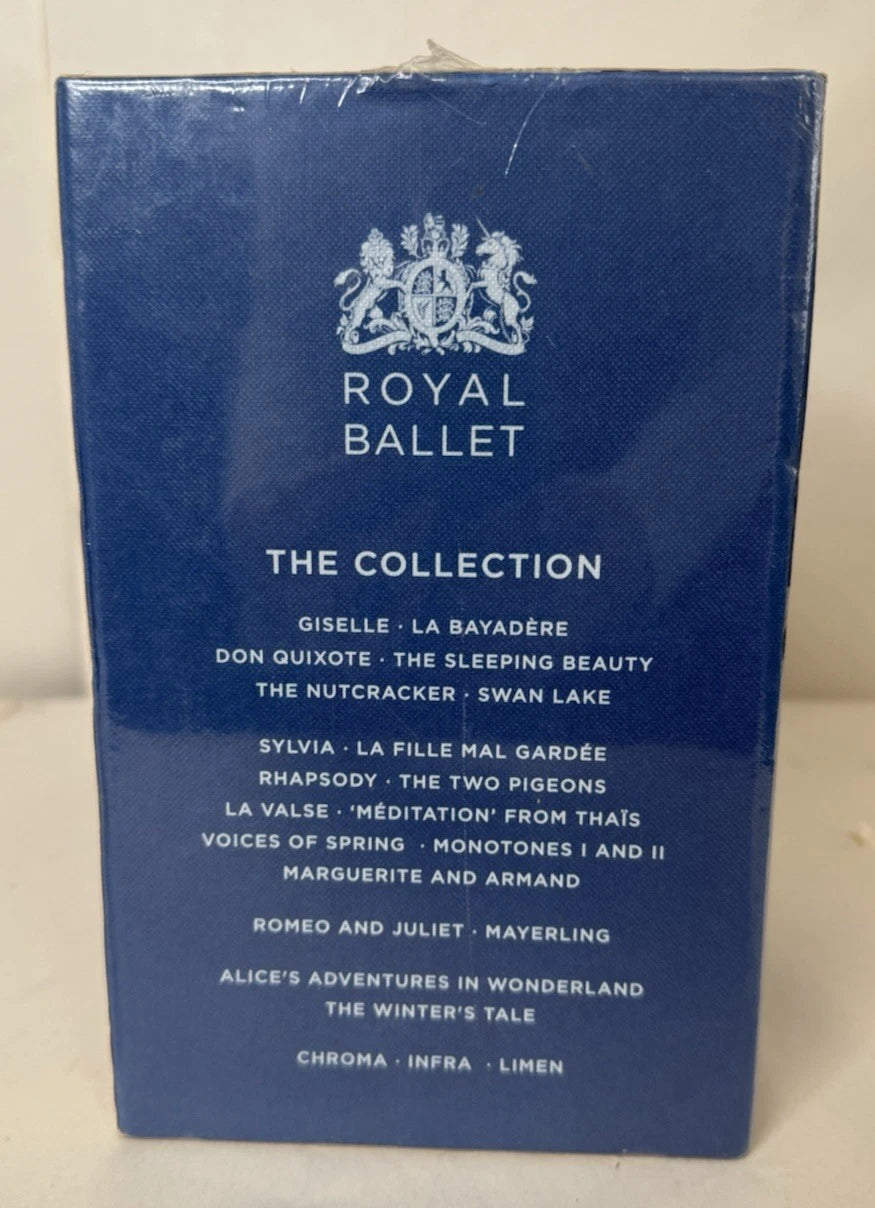 ROYAL
BALLET
THE COLLECTION
GISELLE · LA BAYADÈRE
DON QUIXOTE · THE SLEEPING BEAUTY
THE NUTCRACKER · SWAN LAKE
SYLVIA · LA FILLE MAL GARDÉE
RHAPSODY · THE TWO PIGEONS
LA VALSE · ‘MÉDITATION’ FROM THAÏS
VOICES OF SPRING · MONOTONES I AND II
MARGUERITE AND ARMAND
ROMEO AND JULIET · MAYERLING
ALICE'S ADVENTURES IN WONDERLAND
THE WINTER'S TALE
CHROMA · INFRA · LIMEN